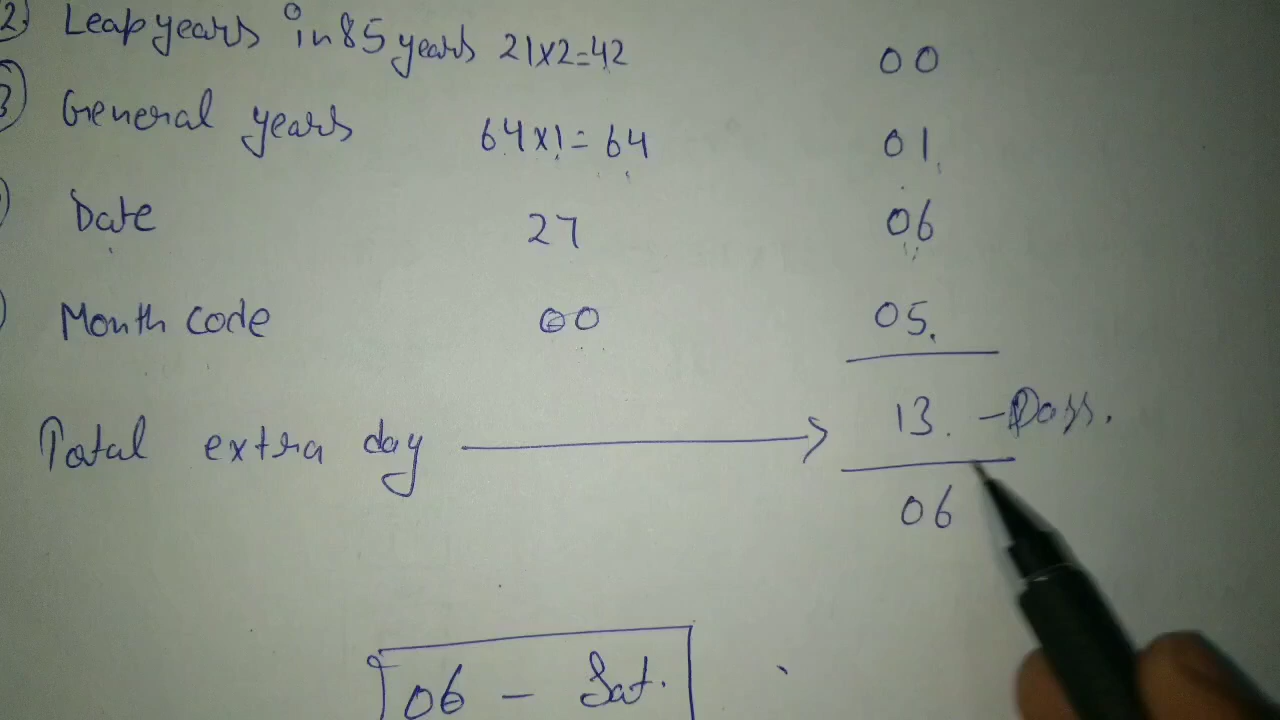 2) Leap years in 85 years 21x2=42 00
3) General years 64x1=64 01
Date 27 06
Month code 00 05.
Total extra day → 13. - Days.
06
06 - Sat.